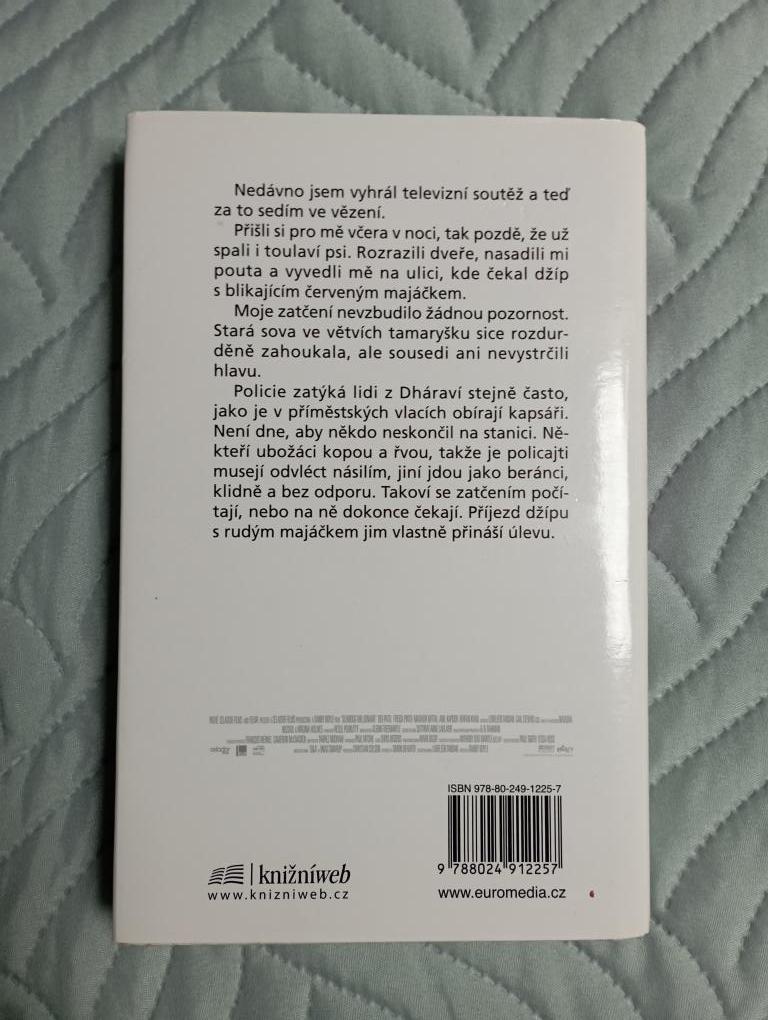 Nedávno jsem vyhrál televizní soutěž a teď
za to sedím ve vězení.
Přišli si pro mě včera v noci, tak pozdě, že už
spali i toulaví psi. Rozrazili dveře, nasadili mi
pouta a vyvedli mě na ulici, kde čekal džíp
s blikajícím červeným majáčkem.
Moje zatčení nevzbudilo žádnou pozornost.
Stará sova ve větvích tamaryšku sice rozdur-
děně zahoukala, ale sousedi ani nevystrčili
hlavu.
Policie zatýká lidi z Dháraví stejně často,
jako je v příměstských vlacích obírají kapsáři.
Není dne, aby někdo neskončil na stanici. Ně-
kteří ubožáci kopou a řvou, takže je policajti
musejí odvléct násilím, jiní jdou jako beránci,
klidně a bez odporu. Takoví se zatčením počí-
tají, nebo na ně dokonce čekají. Příjezd džípu
s rudým majáčkem jim vlastně přináší úlevu.
ISBN 978-80-249-1225-7
9 788024 912257
knižníweb
www.knizniweb.cz
www.euromedia.cz